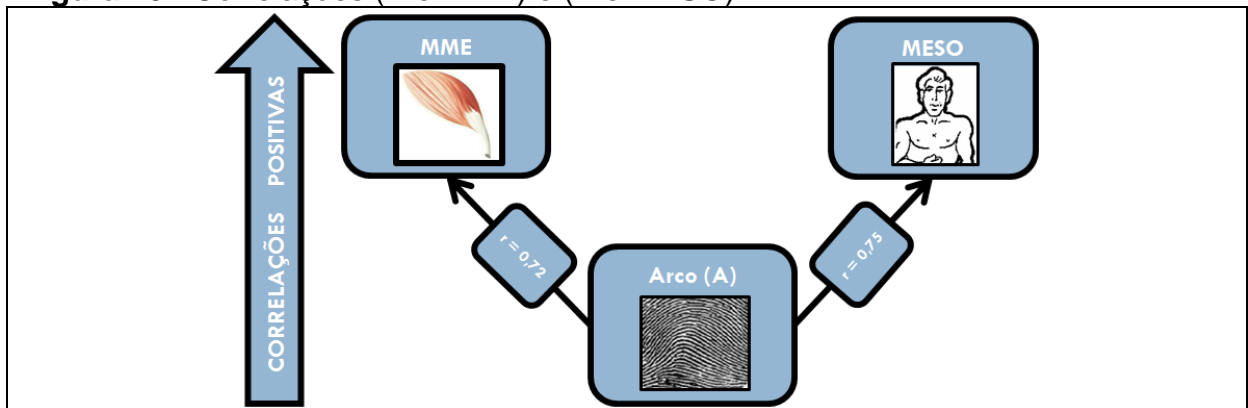 MME
MESO
CORRELAÇÕES POSITIVAS
r = 0,72
r = 0,75
Arco (A)